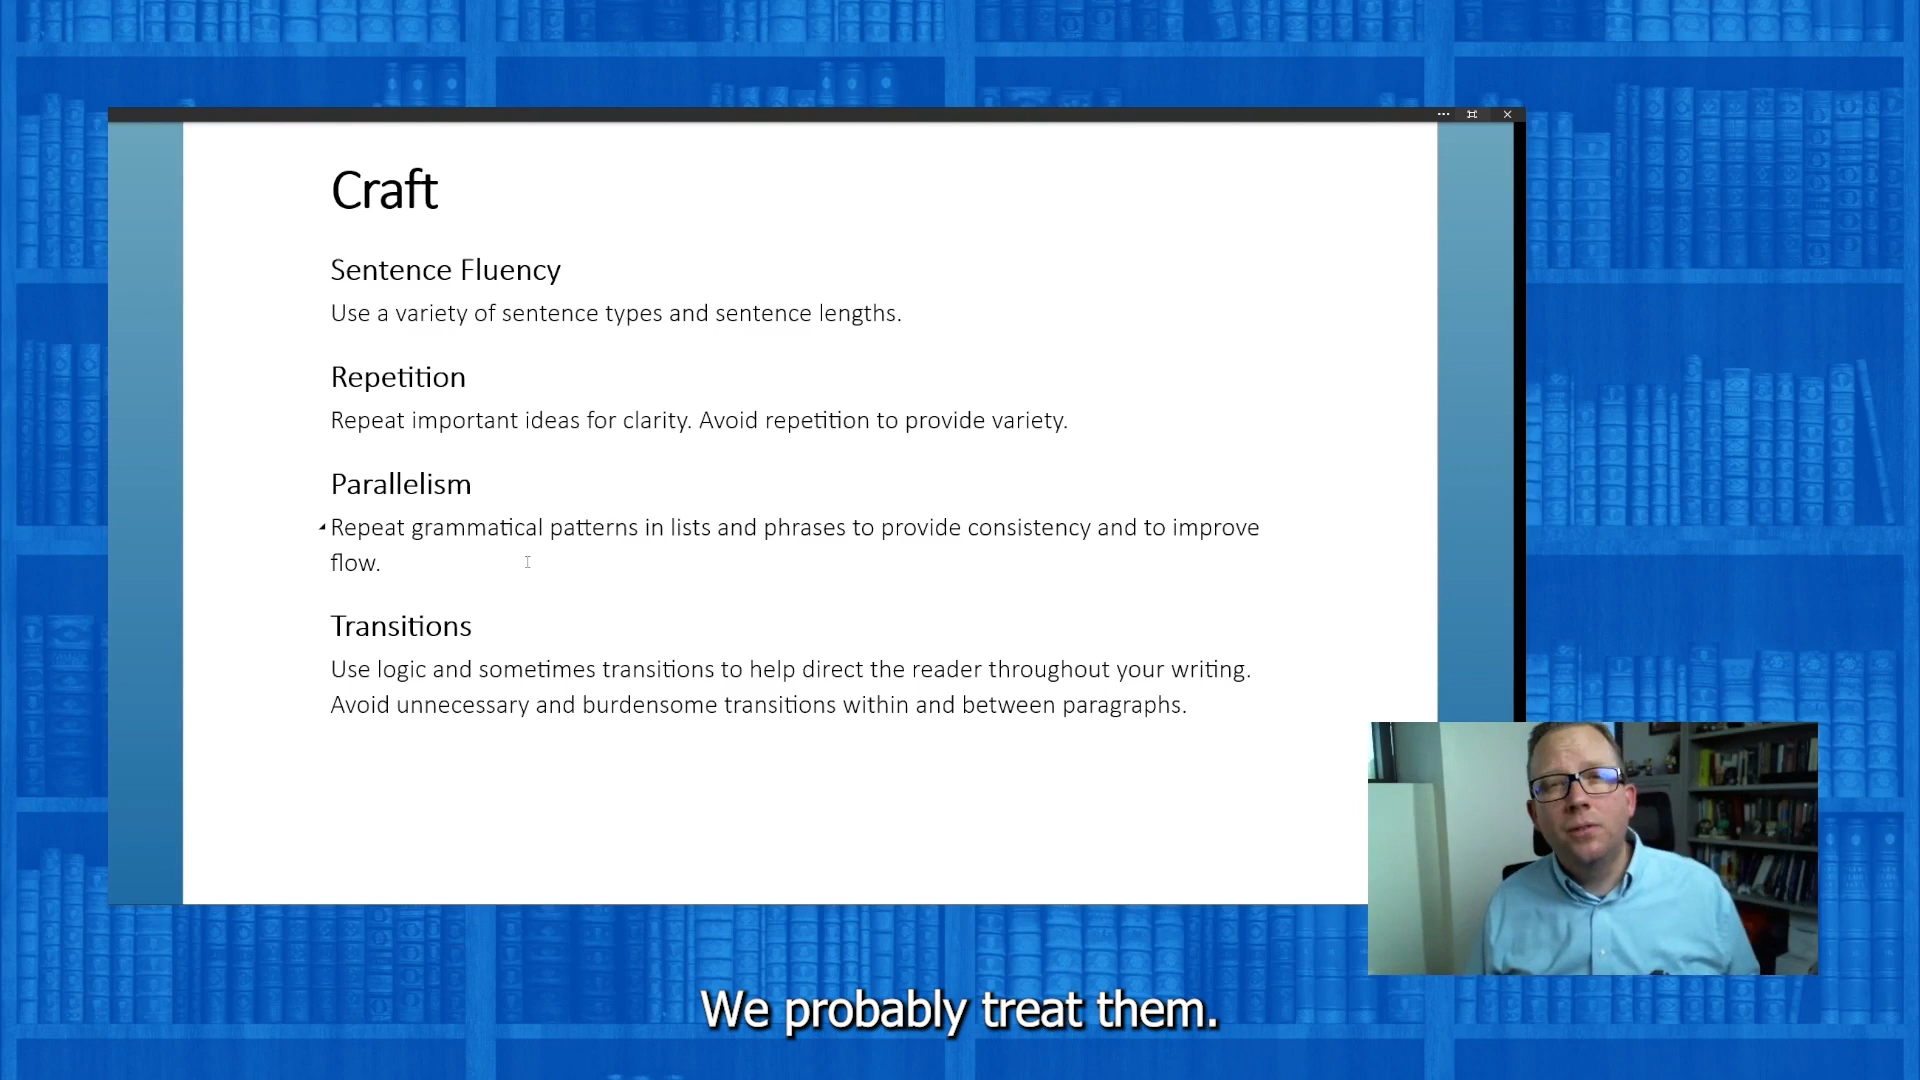 Craft
Sentence Fluency
Use a variety of sentence types and sentence lengths.
Repetition
Repeat important ideas for clarity. Avoid repetition to provide variety.
Parallelism
Repeat grammatical patterns in lists and phrases to provide consistency and to improve
flow.
Transitions
Use logic and sometimes transitions to help direct the reader throughout your writing.
Avoid unnecessary and burdensome transitions within and between paragraphs.
We probably treat them.